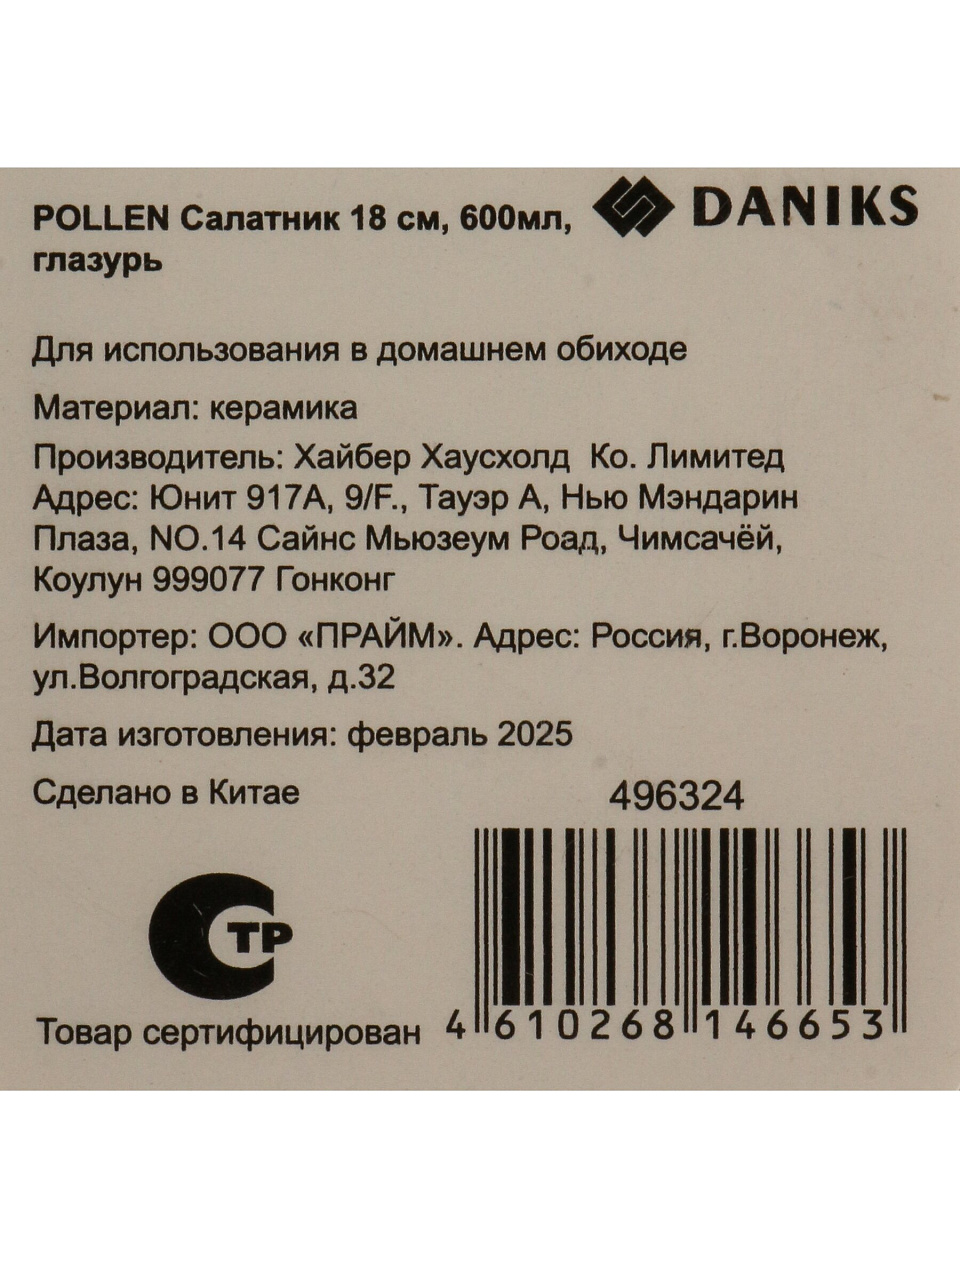 POLLEN Салатник 18 см, 600мл,
глазурь
DANIKS
Для использования в домашнем обиходе
Материал: керамика
Производитель: Хайбер Хаусхолд Ко. Лимитед
Адрес: Юнит 917А, 9/F., Тауэр А, Нью Мэндарин
Плаза, NO.14 Сайнс Мьюзеум Роад, Чимсачёй,
Коулун 999077 Гонконг
Импортер: ООО «ПРАЙМ». Адрес: Россия, г.Воронеж,
ул.Волгоградская, д.32
Дата изготовления: февраль 2025
Сделано в Китае
496324
ТР
Товар сертифицирован
4 610268 146653